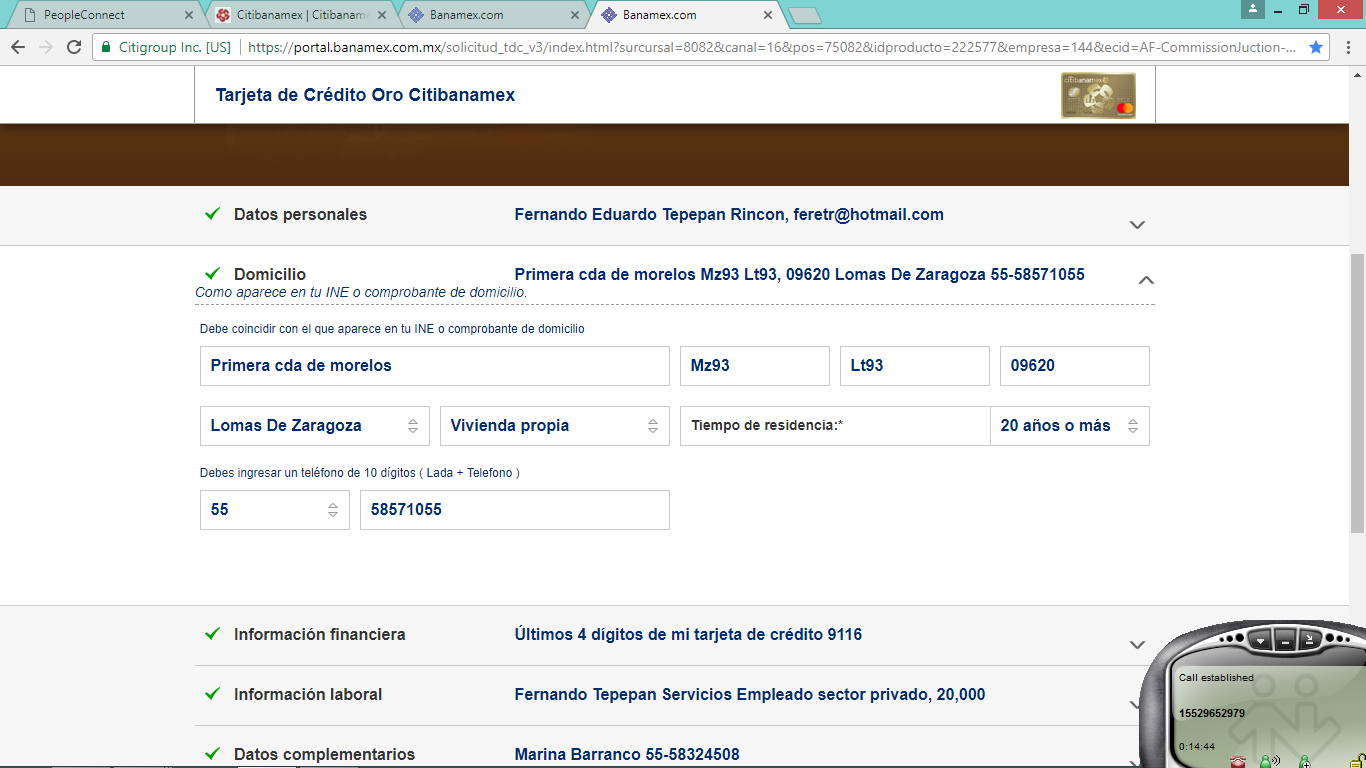 PeopleConnect
Citibanamex | Citibanam
Banamex.com
Banamex.com
Citigroup Inc. [US] https://portal.banamex.com.mx/solicitud_tdc_v3/index.html?sursursal=8082&canal=16&pos=75082&idproducto=222577&empresa=144&ecid=AF-CommissionJuction-...
Tarjeta de Crédito Oro Citibanamex
citibanamex
Datos personales Fernando Eduardo Tepepan Rincon, feretr@hotmail.com
Domicilio Primera cda de morelos Mz93 Lt93, 09620 Lomas De Zaragoza 55-58571055
Como aparece en tu INE o comprobante de domicilio.
Debe coincidir con el que aparece en tu INE o comprobante de domicilio
Primera cda de morelos Mz93 Lt93 09620
Lomas De Zaragoza Vivienda propia Tiempo de residencia:* 20 años o más
Debes ingresar un teléfono de 10 dígitos ( Lada + Telefono )
55 58571055
Información financiera Últimos 4 dígitos de mi tarjeta de crédito 9116
Información laboral Fernando Tepepan Servicios Empleado sector privado, 20,000
Datos complementarios Marina Barranco 55-58324508
Call established
15529652979
0:14:44